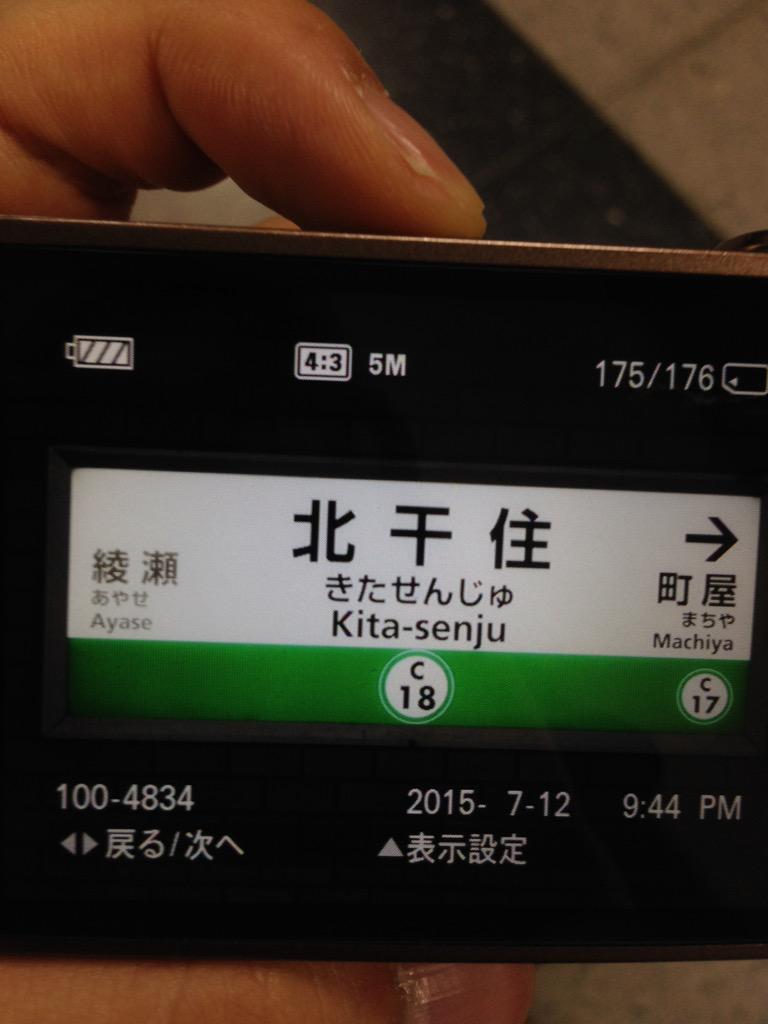 4:3 5M 175/176
北千住
きたせんじゅ
Kita-senju
C
18
綾瀬
あやせ
Ayase
→
町屋
まちや
Machiya
C
17
100-4834 2015- 7-12 9:44 PM
◀▶戻る/次へ ▲表示設定